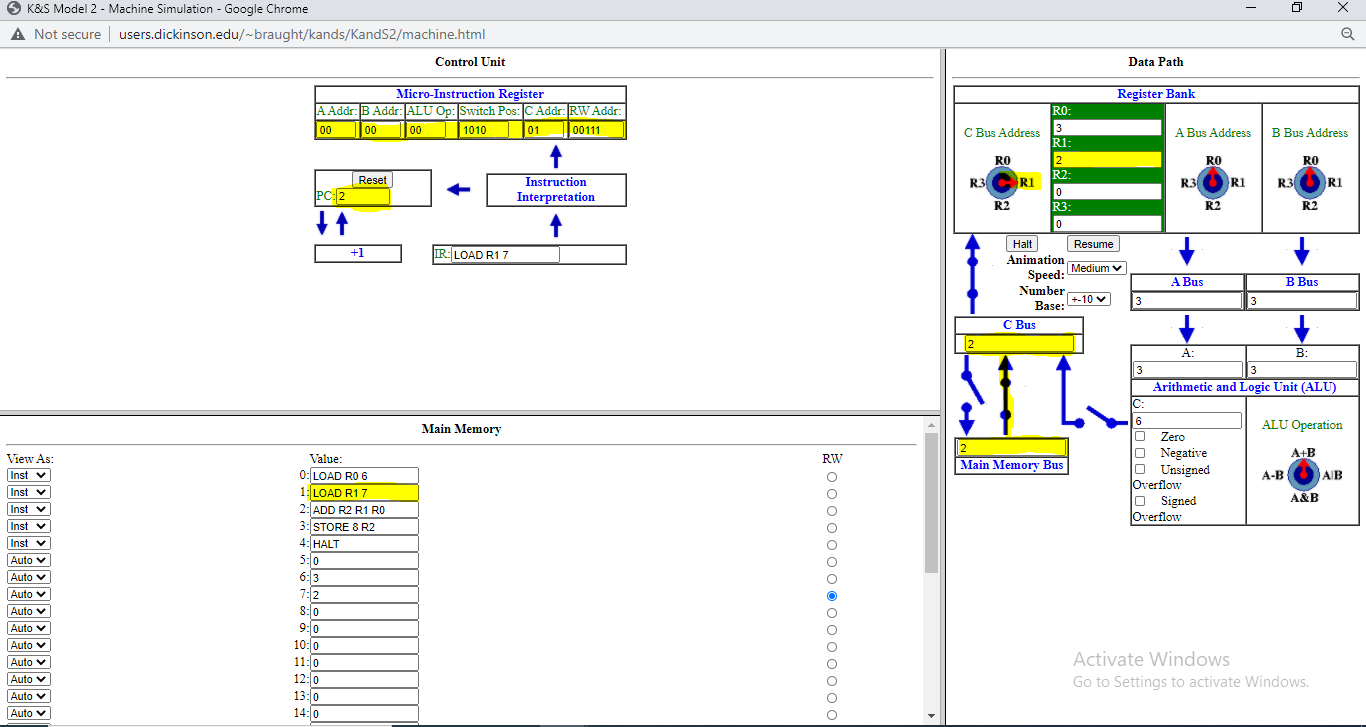 K&S Model 2 - Machine Simulation - Google Chrome
Not secure users.dickinson.edu/~braught/kands/KandS2/machine.html
Control Unit
Micro-Instruction Register
A Addr: B Addr: ALU Op: Switch Pos: C Addr: RW Addr:
00 00 00 1010 01 00111
Reset
PC: 2
Instruction
Interpretation
+1
IR: LOAD R1 7
Main Memory
View As: Value: RW
Inst 0: LOAD R0 6
Inst 1: LOAD R1 7
Inst 2: ADD R2 R1 R0
Inst 3: STORE 8 R2
Inst 4: HALT
Auto 5: 0
Auto 6: 3
Auto 7: 2
Auto 8: 0
Auto 9: 0
Auto 10: 0
Auto 11: 0
Auto 12: 0
Auto 13: 0
Auto 14: 0
Data Path
Register Bank
C Bus Address
R0
R3 R1
R2
R0:
3
R1:
2
R2:
0
R3:
0
A Bus Address
R0
R3 R1
R2
B Bus Address
R0
R3 R1
R2
Halt Resume
Animation
Speed: Medium
Number
Base: +-10
A Bus
3
B Bus
3
C Bus
2
2
Main Memory Bus
A: B:
3 3
Arithmetic and Logic Unit (ALU)
C:
6
Zero
Negative
Unsigned
Overflow
Signed
Overflow
ALU Operation
A+B
A-B A|B
A&B
Activate Windows
Go to Settings to activate Windows.